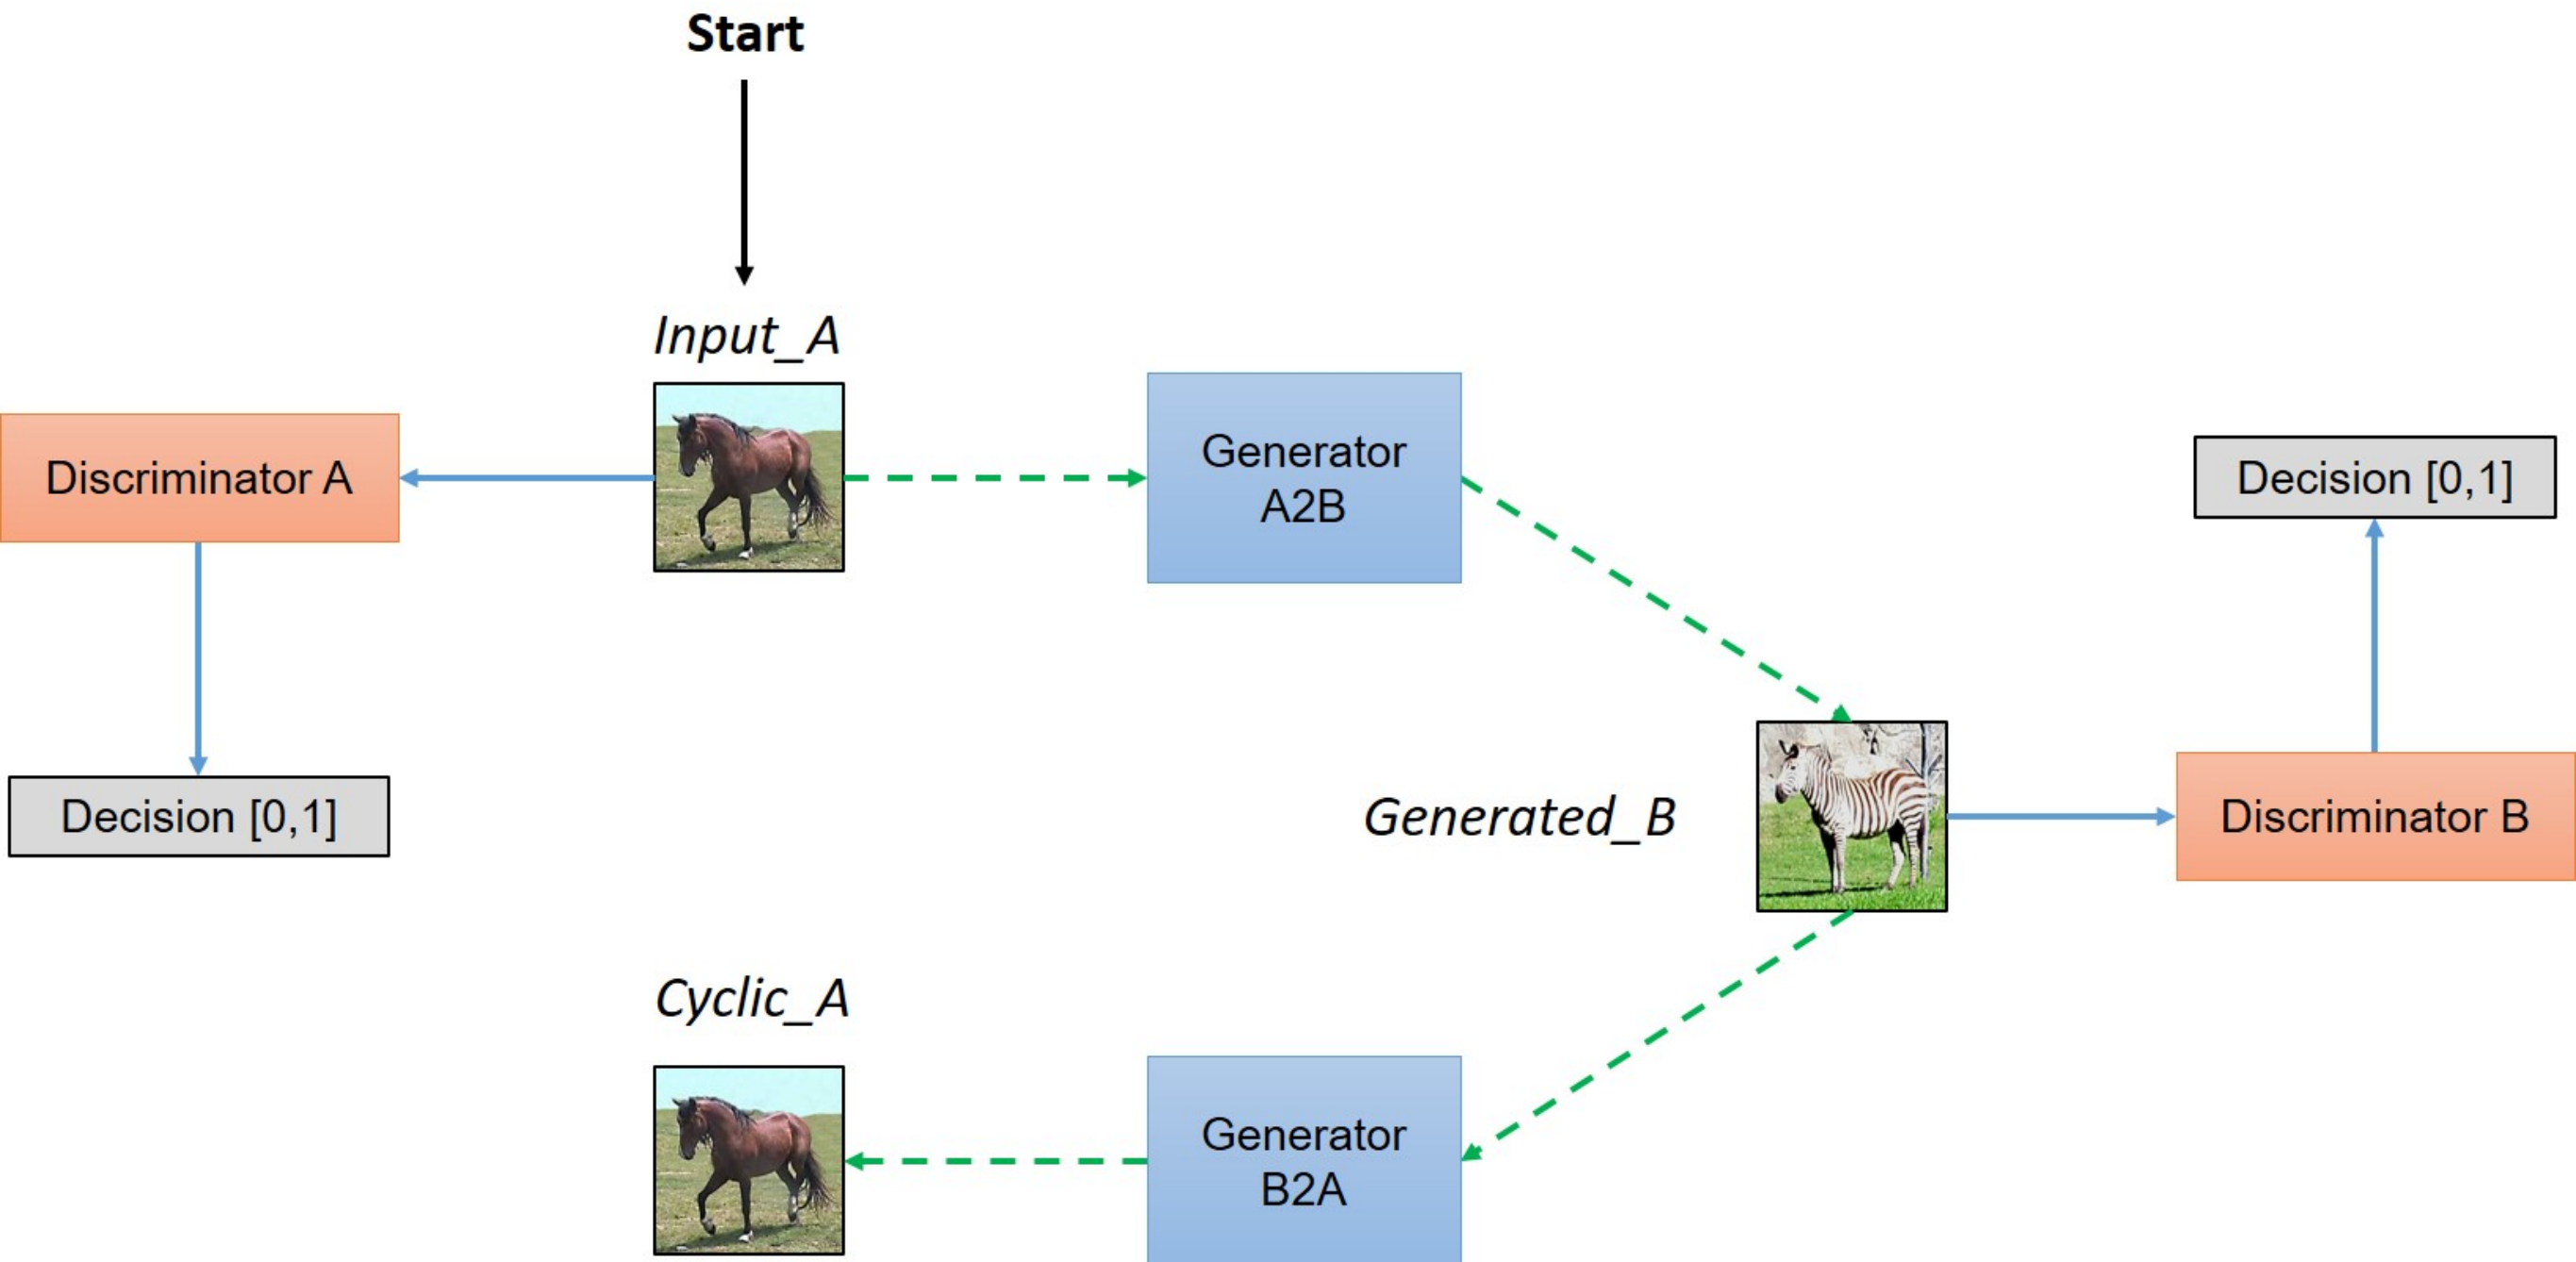 Start
Input_A
Discriminator A
Generator
A2B
Decision [0,1]
Decision [0,1]
Generated_B
Discriminator B
Cyclic_A
Generator
B2A